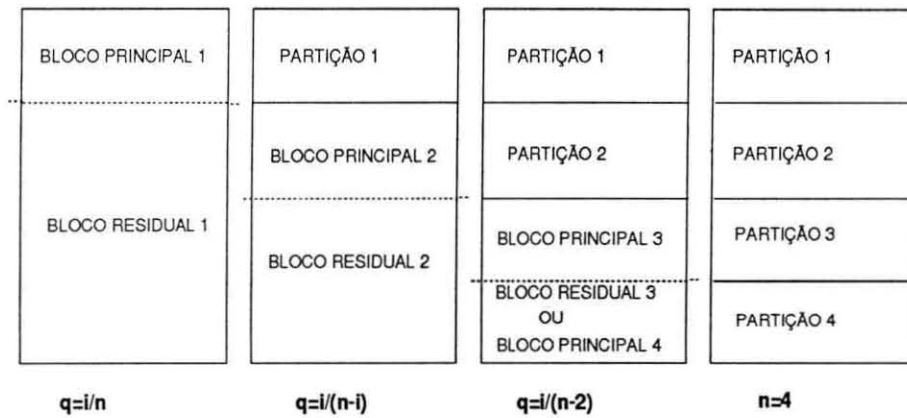 BLOCO PRINCIPAL 1
BLOCO RESIDUAL 1
q=i/n
PARTIÇÃO 1
BLOCO PRINCIPAL 2
BLOCO RESIDUAL 2
q=i/(n-i)
PARTIÇÃO 1
PARTIÇÃO 2
BLOCO PRINCIPAL 3
BLOCO RESIDUAL 3
OU
BLOCO PRINCIPAL 4
q=i/(n-2)
PARTIÇÃO 1
PARTIÇÃO 2
PARTIÇÃO 3
PARTIÇÃO 4
n=4